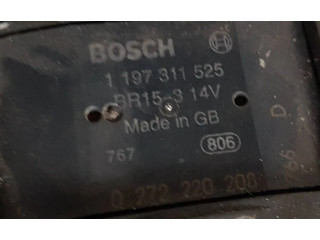 BOSCH
1 197 311 525
BR15-3 14V
Made in GB
767 806
0 272 220 208